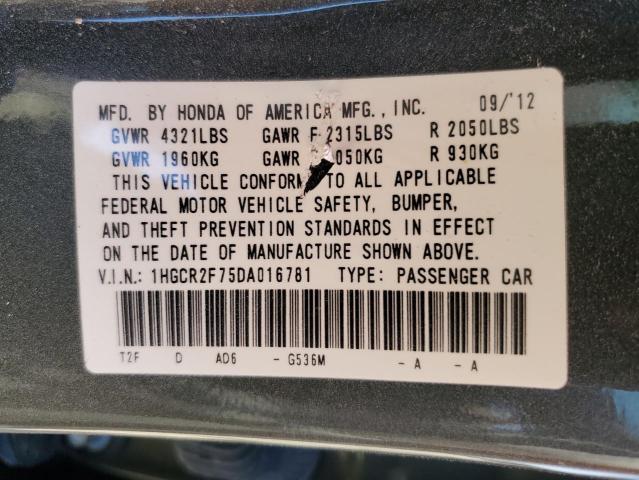 MFD. BY HONDA OF AMERICA MFG., INC. 09/'12
GVWR 4321LBS GAWR F 2315LBS R 2050LBS
GVWR 1960KG GAWR 050KG R 930KG
THIS VEHICLE CONFORM TO ALL APPLICABLE
FEDERAL MOTOR VEHICLE SAFETY, BUMPER,
AND THEFT PREVENTION STANDARDS IN EFFECT
ON THE DATE OF MANUFACTURE SHOWN ABOVE.
V.I.N.: 1HGCR2F75DA016781 TYPE: PASSENGER CAR
T2F D AD6 - G536M - A - A